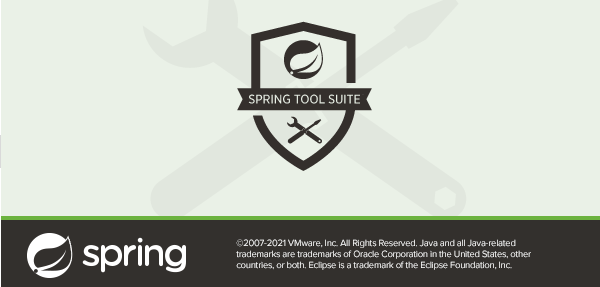 SPRING TOOL SUITE
spring
©2007-2021 VMware, Inc. All Rights Reserved. Java and all Java-related
trademarks are trademarks of Oracle Corporation in the United States, other
countries, or both. Eclipse is a trademark of the Eclipse Foundation, Inc.